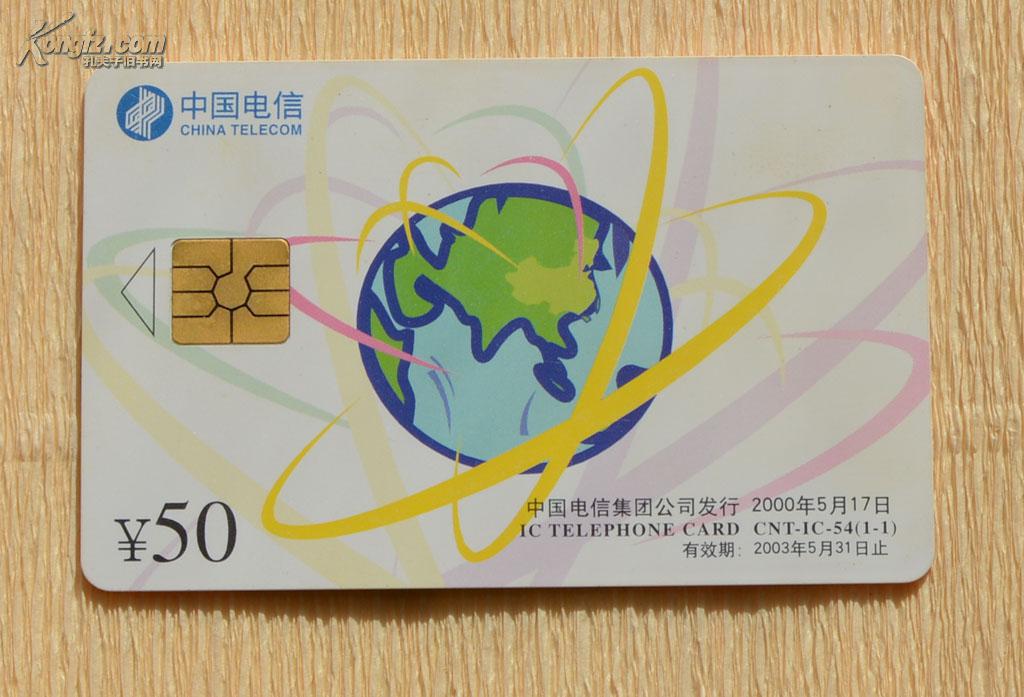 Kongfz.com
孔夫子旧书网
中国电信
CHINA TELECOM
¥50
中国电信集团公司发行 2000年5月17日
IC TELEPHONE CARD CNT-IC-54(1-1)
有效期：2003年5月31日止